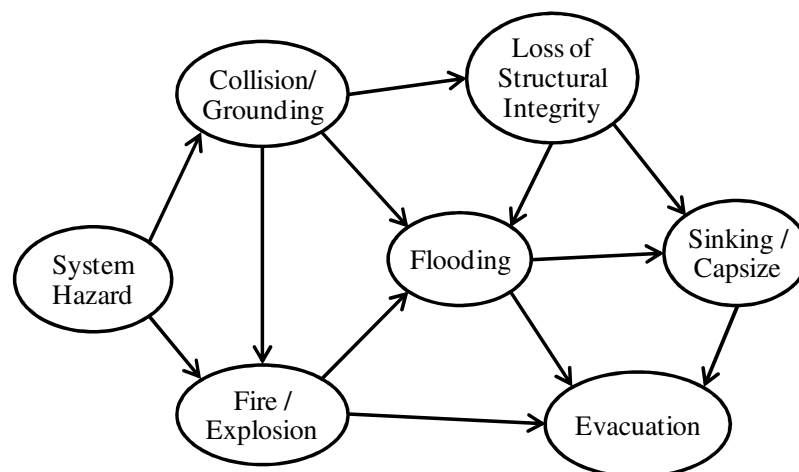 Collision/
Grounding
Loss of
Structural
Integrity
System
Hazard
Flooding
Sinking /
Capsize
Fire /
Explosion
Evacuation